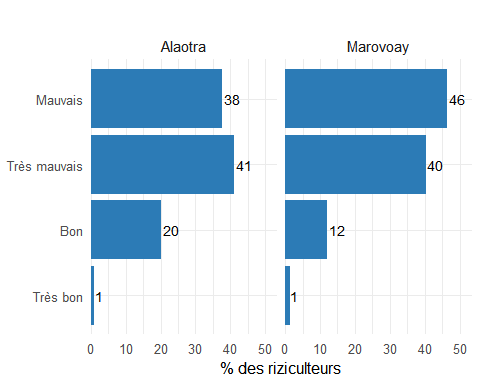 Alaotra Marovoay
Mauvais 38 46
Très mauvais 41 40
Bon 20 12
Très bon 1 1
0 10 20 30 40 50 0 10 20 30 40 50
% des riziculteurs